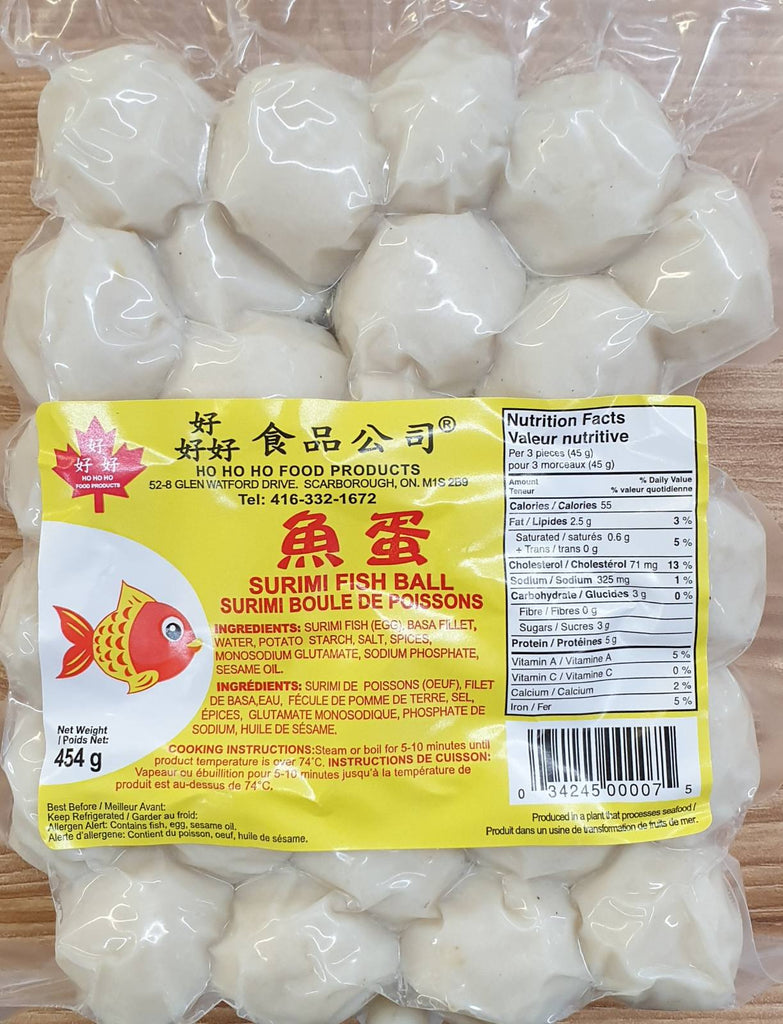 好
好好
HO HO HO
FOOD PRODUCTS
好
好好 食品公司®
HO HO HO FOOD PRODUCTS
52-8 GLEN WATFORD DRIVE. SCARBOROUGH, ON. M1S 2B9
Tel: 416-332-1672
魚蛋
SURIMI FISH BALL
SURIMI BOULE DE POISSONS
INGREDIENTS: SURIMI FISH (EGG), BASA FILLET,
WATER, POTATO STARCH, SALT, SPICES,
MONOSODIUM GLUTAMATE, SODIUM PHOSPHATE,
SESAME OIL.
INGRÉDIENTS: SURIMI DE POISSONS (OEUF), FILET
DE BASA,EAU, FÉCULE DE POMME DE TERRE, SEL,
ÉPICES, GLUTAMATE MONOSODIQUE, PHOSPHATE DE
SODIUM, HUILE DE SÉSAME.
Net Weight
/ Poids Net:
454 g
COOKING INSTRUCTIONS:Steam or boil for 5-10 minutes until
product temperature is over 74°C. INSTRUCTIONS DE CUISSON:
Vapeur ou ébuillition pour 5-10 minutes jusqu'à la température de
produit est au-dessus de 74°C.
Best Before / Meilleur Avant:
Keep Refrigerated / Garder au froid:
Allergen Alert: Contains fish, egg, sesame oil.
Alerte d'allergene: Contient du poisson, oeuf, huile de sésame.
Nutrition Facts
Valeur nutritive
Per 3 pieces (45 g)
pour 3 morceaux (45 g)
Amount % Daily Value
Teneur % valeur quotidienne
Calories / Calories 55
Fat / Lipides 2.5 g 3 %
Saturated / saturés 0.6 g
+ Trans / trans 0 g 5 %
Cholesterol / Cholestérol 71 mg 13 %
Sodium / Sodium 325 mg 1 %
Carbohydrate / Glucides 3 g 0 %
Fibre / Fibres 0 g
Sugars / Sucres 3 g
Protein / Protéines 5 g
Vitamin A / Vitamine A 5 %
Vitamin C / Vitamine C 0 %
Calcium / Calcium 2 %
Iron / Fer 5 %
0 34245 00007 5
Produced in a plant that processes seafood /
Produit dans un usine de transformation de fruits de mer.